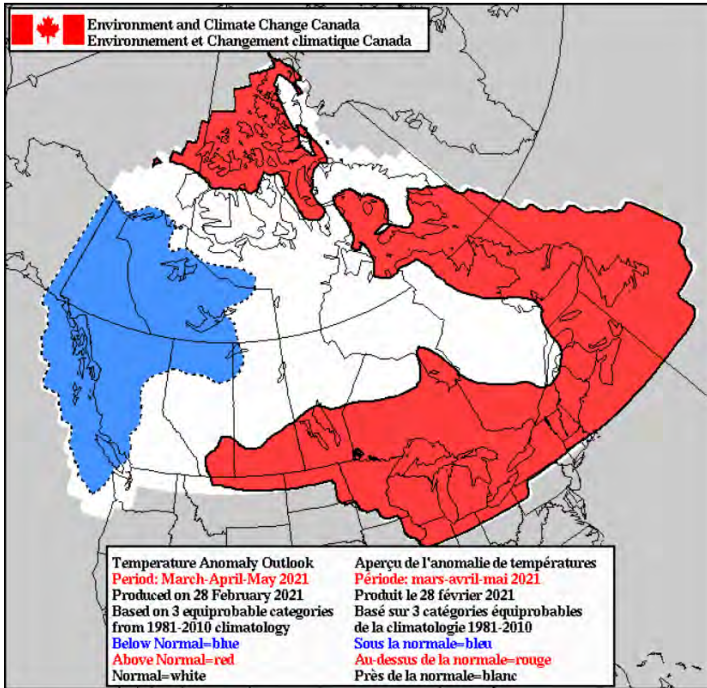 Environment and Climate Change Canada
Environnement et Changement climatique Canada
Temperature Anomaly Outlook
Period: March-April-May 2021
Produced on 28 February 2021
Based on 3 equiprobable categories
from 1981-2010 climatology
Below Normal=blue
Above Normal=red
Normal=white
Aperçu de l'anomalie de températures
Période: mars-avril-mai 2021
Produit le 28 février 2021
Basé sur 3 catégories équiprobables
de la climatologie 1981-2010
Sous la normale=bleu
Au-dessus de la normale=rouge
Près de la normale=blanc